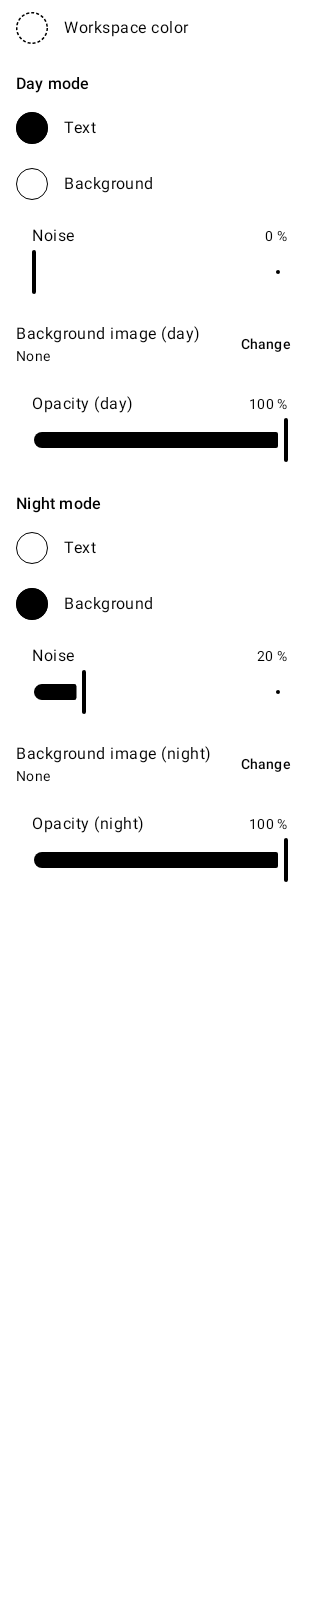 Workspace color
Day mode
Text
Background
Noise 0 %
Background image (day)
None
Change
Opacity (day) 100 %
Night mode
Text
Background
Noise 20 %
Background image (night)
None
Change
Opacity (night) 100 %